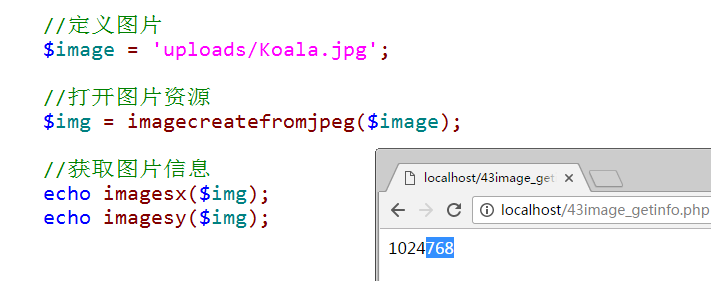 //定义图片
$image = 'uploads/Koala.jpg';
//打开图片资源
$img = imagecreatefromjpeg($image);
//获取图片信息
echo imagesx($img);
echo imagesy($img);
localhost/43image_get
localhost/43image_getinfo.php
1024768